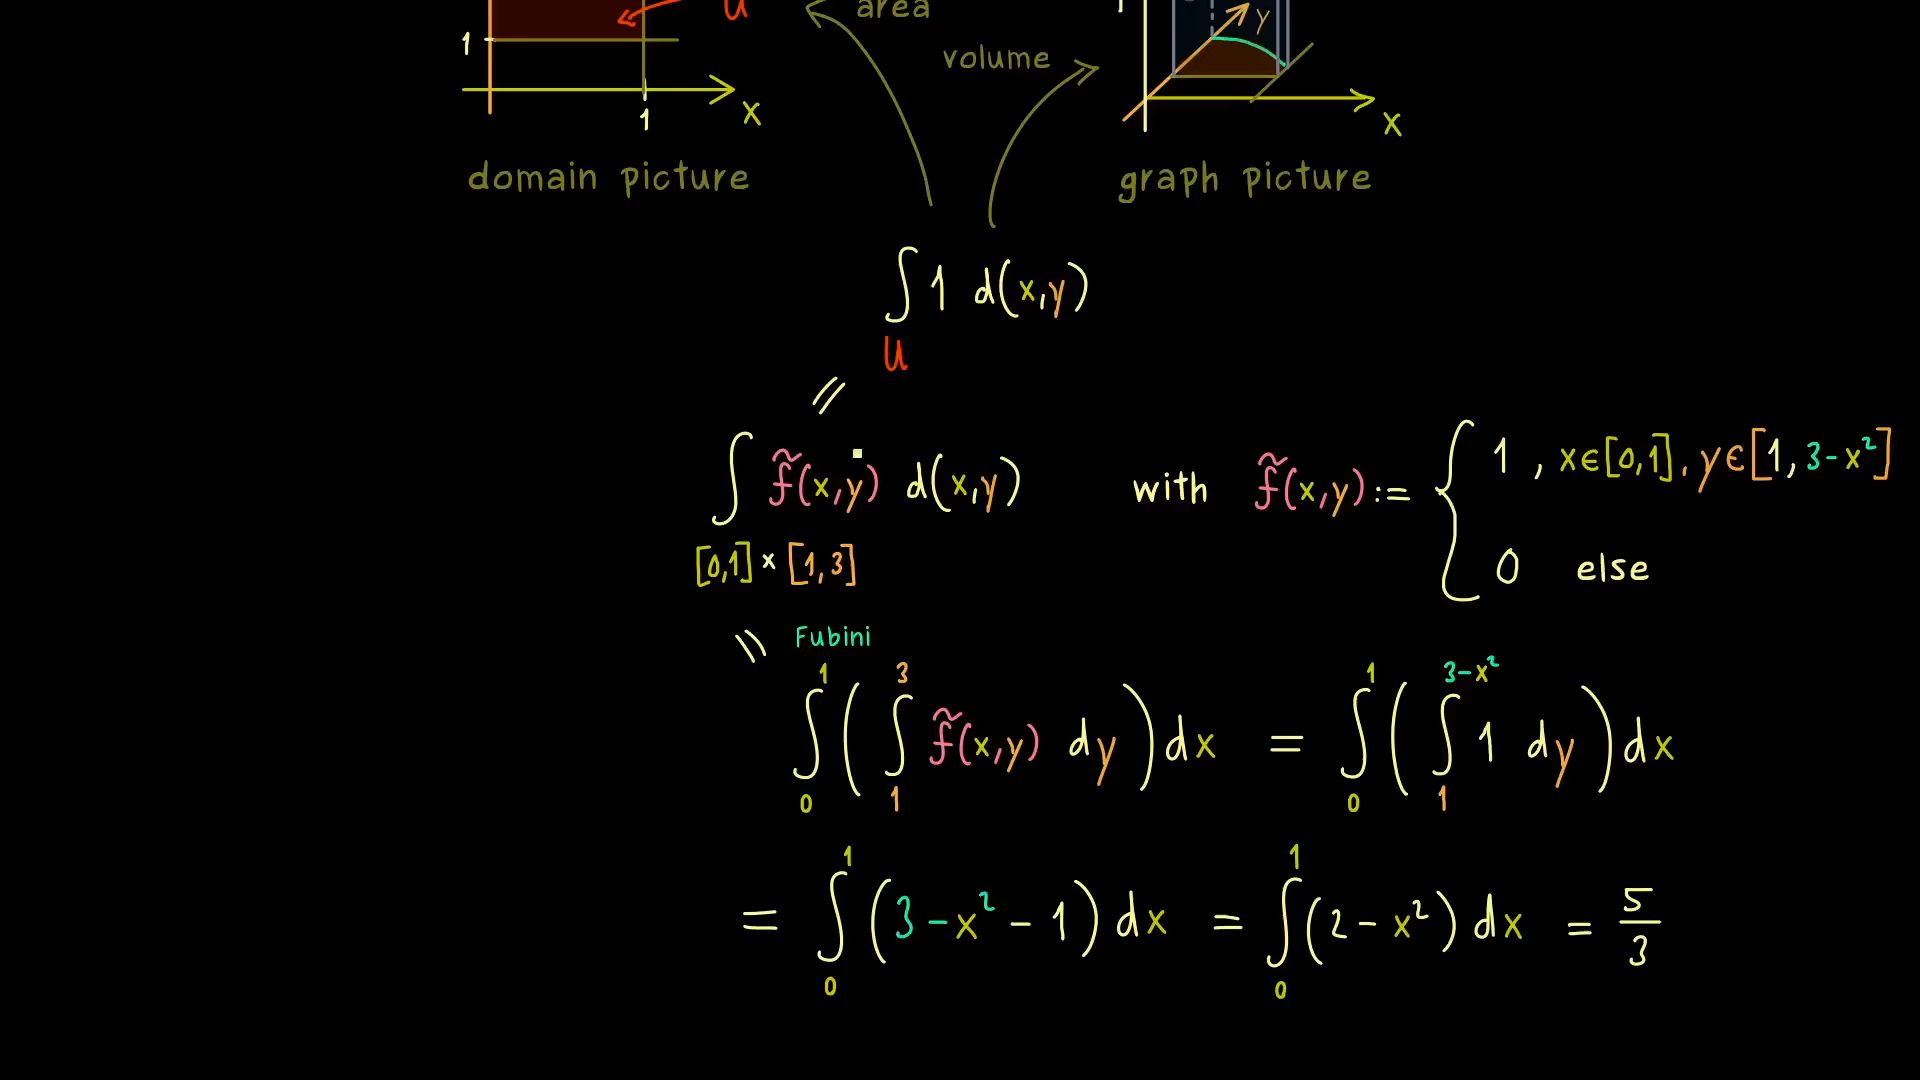 U area
1 volume y
x 1 x
domain picture graph picture
∫ 1 d(x,y)
U
=
∫ f̃(x,y) d(x,y) with f̃(x,y) := { 1 , x∈[0,1], y∈[1, 3-x²]
[0,1] × [1,3] 0 else
= Fubini
∫₀¹ ( ∫₁³ f̃(x,y) dy ) dx = ∫₀¹ ( ∫₁^{3-x²} 1 dy ) dx
= ∫₀¹ (3-x² - 1) dx = ∫₀¹ (2 - x²) dx = 5/3